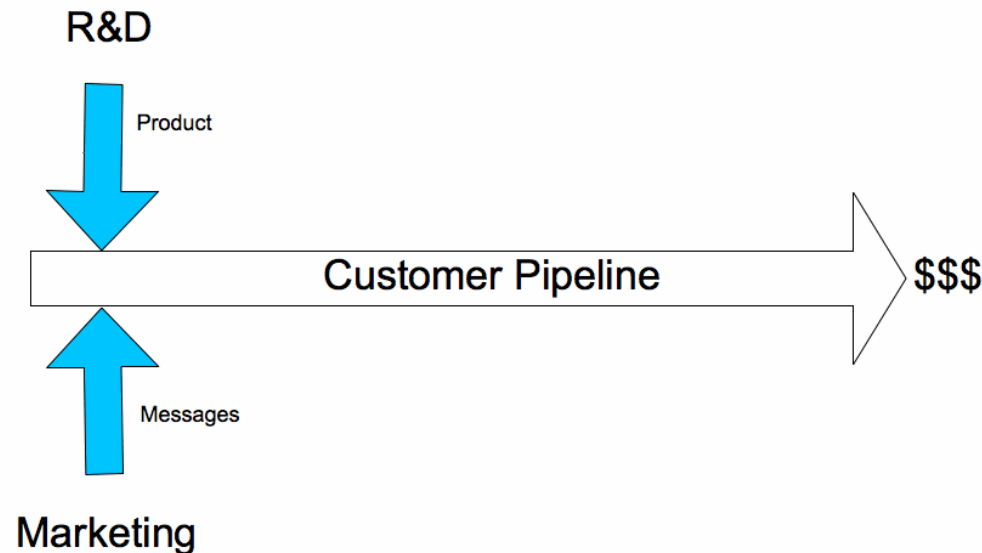 R&D
Product
Customer Pipeline
$$$
Messages
Marketing